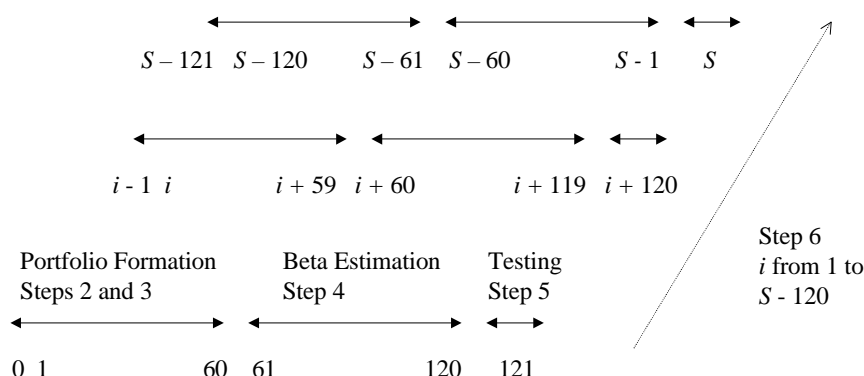 S – 121 S – 120 S – 61 S – 60 S - 1 S
i - 1 i i + 59 i + 60 i + 119 i + 120
Portfolio Formation
Steps 2 and 3
Beta Estimation
Step 4
Testing
Step 5
Step 6
i from 1 to
S - 120
0 1 60 61 120 121